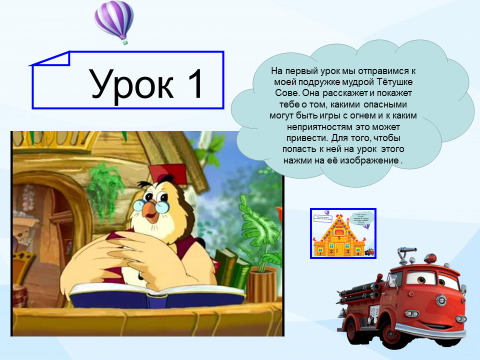 Урок 1
На первый урок мы отправимся к
моей подружке мудрой Тётушке
Сове. Она расскажет и покажет
тебе о том, какими опасными
могут быть игры с огнем и к каким
неприятностям это может
привести. Для того, чтобы
попасть к ней на урок этого
нажми на её изображение .